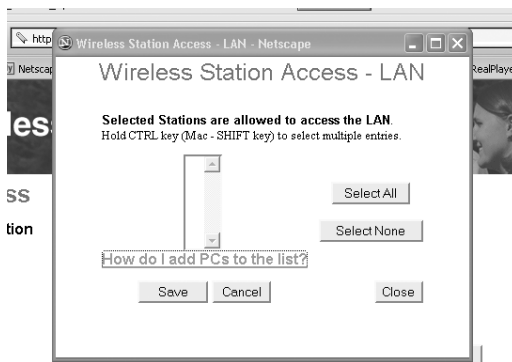 http
Wireless Station Access - LAN - Netscape
Netscap
RealPlaye
Wireless Station Access - LAN
les
Selected Stations are allowed to access the LAN.
Hold CTRL key (Mac - SHIFT key) to select multiple entries.
ss
Select All
tion
Select None
How do I add PCs to the list?
Save Cancel Close